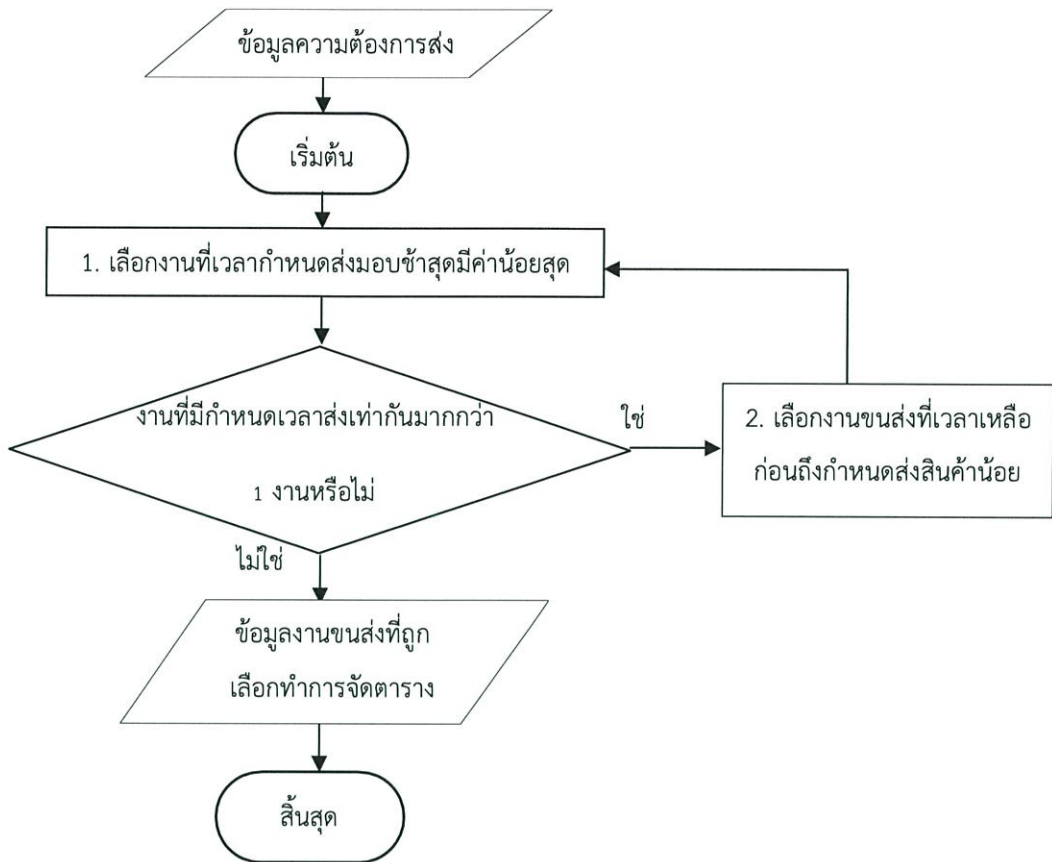 ข้อมูลความต้องการส่ง
เริ่มต้น
1. เลือกงานที่เวลากำหนดส่งมอบช้าสุดมีค่าน้อยสุด
งานที่มีกำหนดเวลาส่งเท่ากันมากกว่า
1 งานหรือไม่
ใช่
2. เลือกงานขนส่งที่เวลาเหลือ
ก่อนถึงกำหนดส่งสินค้าน้อย
ไม่ใช่
ข้อมูลงานขนส่งที่ถูก
เลือกทำการจัดตาราง
สิ้นสุด